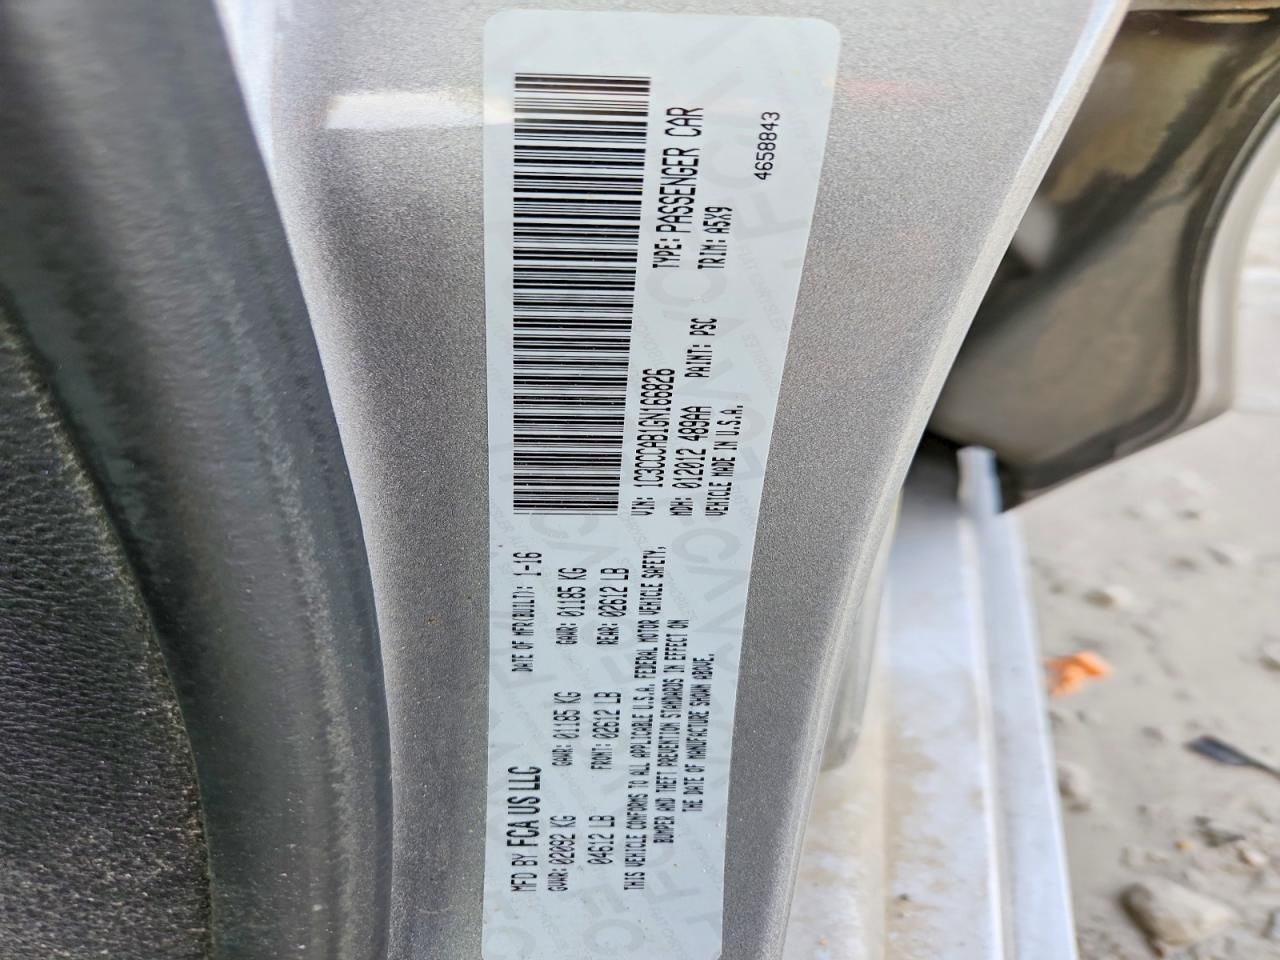 MFD BY FCA US LLC DATE OF MFR(BUILT): 1-16
GVWR: 02092 KG GAWR: 01185 KG GAWR: 01185 KG
04612 LB FRONT: 02612 LB REAR: 02612 LB
THIS VEHICLE CONFORMS TO ALL APPLICABLE U.S.A. FEDERAL MOTOR VEHICLE SAFETY,
BUMPER AND THEFT PREVENTION STANDARDS IN EFFECT ON
THE DATE OF MANUFACTURE SHOWN ABOVE.
VIN: 1C3CCCAB1GN166826 TYPE: PASSENGER CAR
MDH: 012012 489AA PAINT: PSC TRIM: A5X9
VEHICLE MADE IN U.S.A.
4658843